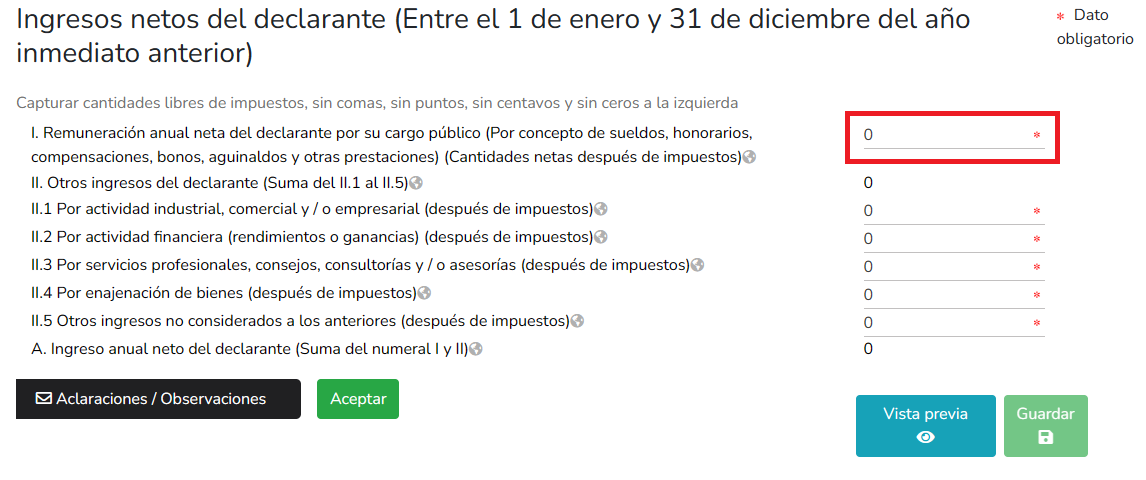 Ingresos netos del declarante (Entre el 1 de enero y 31 de diciembre del año
inmediato anterior)
* Dato
obligatorio
Capturar cantidades libres de impuestos, sin comas, sin puntos, sin centavos y sin ceros a la izquierda
I. Remuneración anual neta del declarante por su cargo público (Por concepto de sueldos, honorarios,
compensaciones, bonos, aguinaldos y otras prestaciones) (Cantidades netas después de impuestos)
0 *
II. Otros ingresos del declarante (Suma del II.1 al II.5) 0
II.1 Por actividad industrial, comercial y / o empresarial (después de impuestos) 0 *
II.2 Por actividad financiera (rendimientos o ganancias) (después de impuestos) 0 *
II.3 Por servicios profesionales, consejos, consultorías y / o asesorías (después de impuestos) 0 *
II.4 Por enajenación de bienes (después de impuestos) 0 *
II.5 Otros ingresos no considerados a los anteriores (después de impuestos) 0 *
A. Ingreso anual neto del declarante (Suma del numeral I y II) 0
Aclaraciones / Observaciones
Aceptar
Vista previa
Guardar